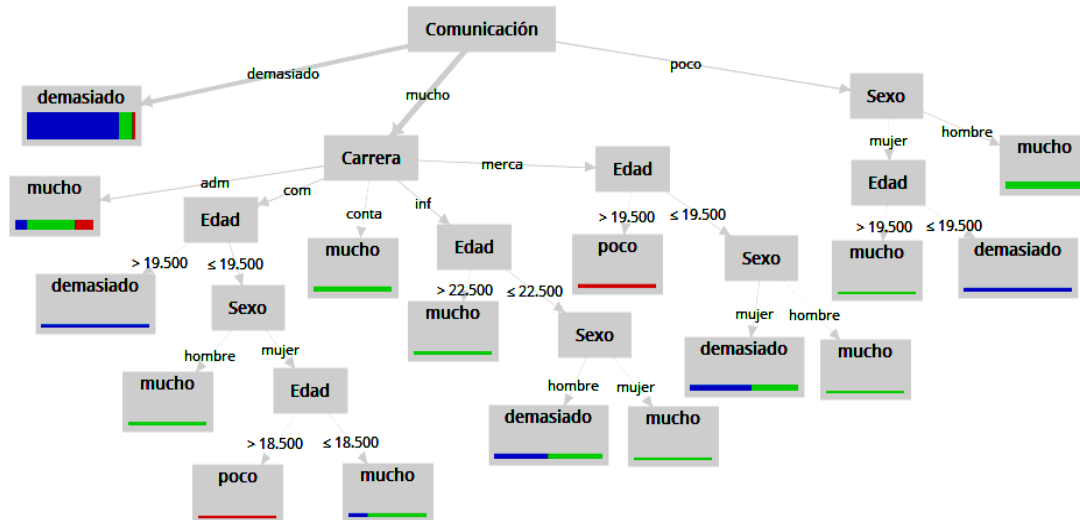 Comunicación
demasiado
poco
mucho
demasiado
Sexo
mujer
hombre
mucho
Carrera
merca
Edad
Edad
mucho
adm
com
conta
inf
Edad
> 19.500
≤ 19.500
> 19.500
≤ 19.500
mucho
Edad
poco
Sexo
mucho
demasiado
> 19.500
≤ 19.500
demasiado
Sexo
> 22.500
≤ 22.500
mucho
Sexo
mujer
hombre
demasiado
mucho
hombre
mujer
mucho
Edad
hombre
mujer
demasiado
mucho
> 18.500
≤ 18.500
poco
mucho